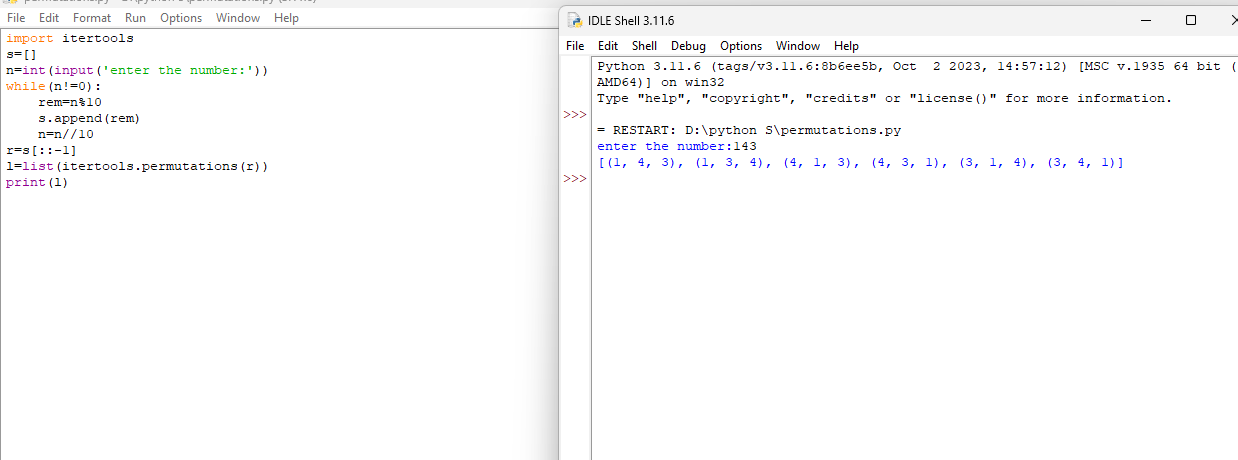 File Edit Format Run Options Window Help
import itertools
s=[]
n=int(input('enter the number:'))
while(n!=0):
    rem=n%10
    s.append(rem)
    n=n//10
r=s[::-1]
l=list(itertools.permutations(r))
print(l)
IDLE Shell 3.11.6
File Edit Shell Debug Options Window Help
Python 3.11.6 (tags/v3.11.6:8b6ee5b, Oct  2 2023, 14:57:12) [MSC v.1935 64 bit (
AMD64)] on win32
Type "help", "copyright", "credits" or "license()" for more information.
>>>
= RESTART: D:\python S\permutations.py
enter the number:143
[(1, 4, 3), (1, 3, 4), (4, 1, 3), (4, 3, 1), (3, 1, 4), (3, 4, 1)]
>>>